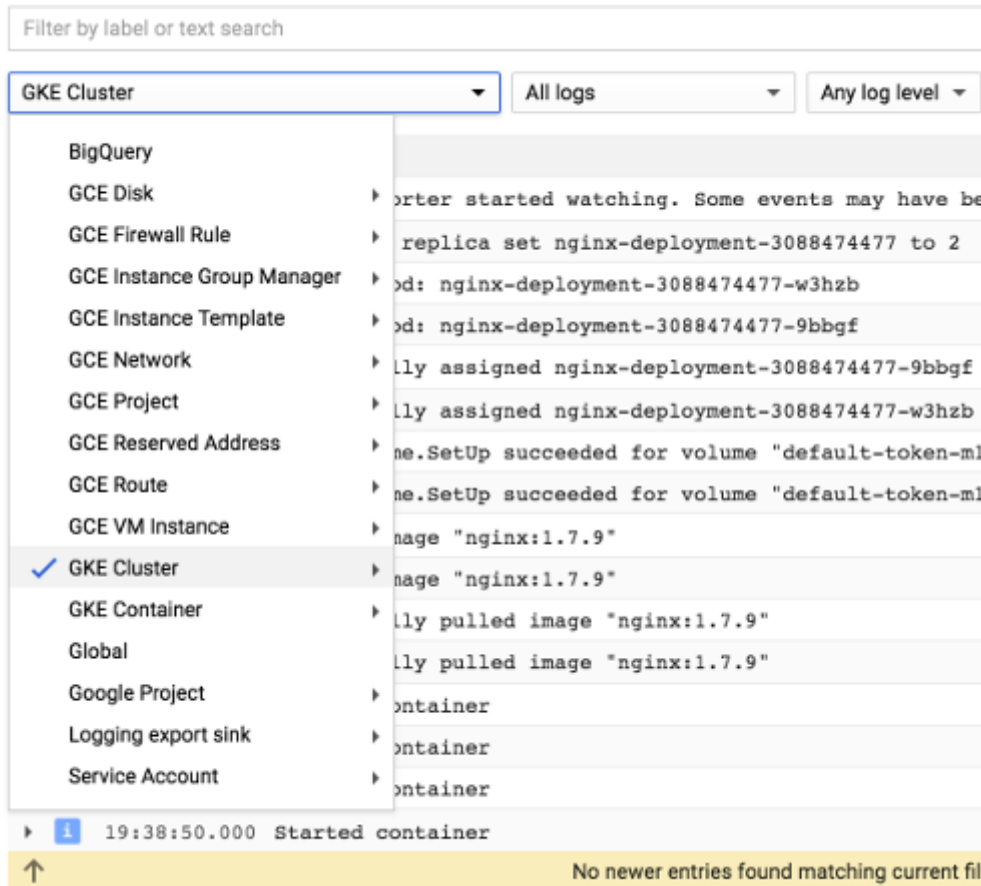 Filter by label or text search
GKE Cluster All logs Any log level
BigQuery
GCE Disk
orter started watching. Some events may have be
GCE Firewall Rule
replica set nginx-deployment-3088474477 to 2
GCE Instance Group Manager
od: nginx-deployment-3088474477-w3hzb
GCE Instance Template
od: nginx-deployment-3088474477-9bbgf
GCE Network
lly assigned nginx-deployment-3088474477-9bbgf
GCE Project
lly assigned nginx-deployment-3088474477-w3hzb
GCE Reserved Address
me.SetUp succeeded for volume "default-token-m1
GCE Route
me.SetUp succeeded for volume "default-token-m1
GCE VM Instance
mage "nginx:1.7.9"
GKE Cluster
mage "nginx:1.7.9"
GKE Container
lly pulled image "nginx:1.7.9"
Global
lly pulled image "nginx:1.7.9"
Google Project
ontainer
Logging export sink
ontainer
Service Account
ontainer
i 19:38:50.000 Started container
No newer entries found matching current fil